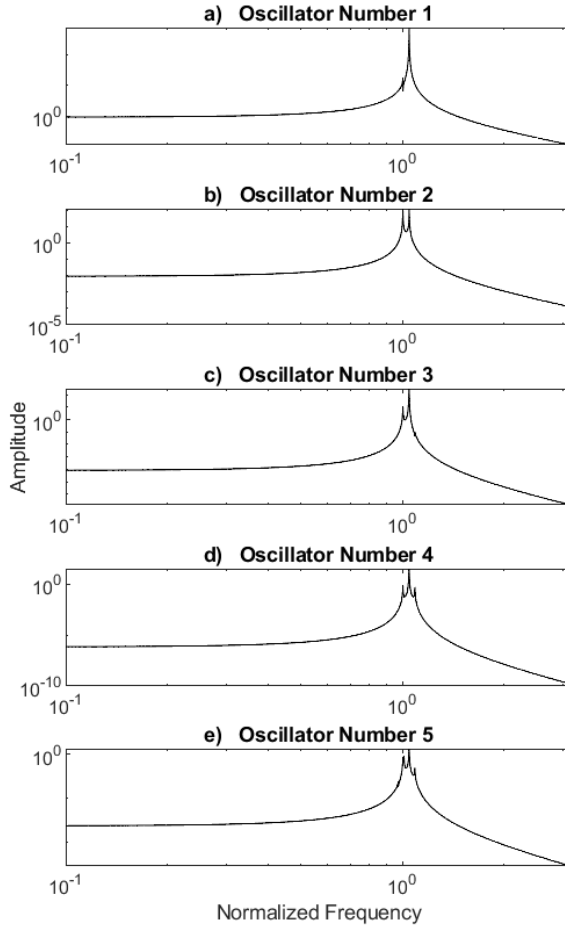 a) Oscillator Number 1
10^0
10^-1 10^0
b) Oscillator Number 2
10^0
10^-5
10^-1 10^0
c) Oscillator Number 3
10^0
10^-1 10^0
Amplitude
d) Oscillator Number 4
10^0
10^-10
10^-1 10^0
e) Oscillator Number 5
10^0
10^-1 10^0
Normalized Frequency